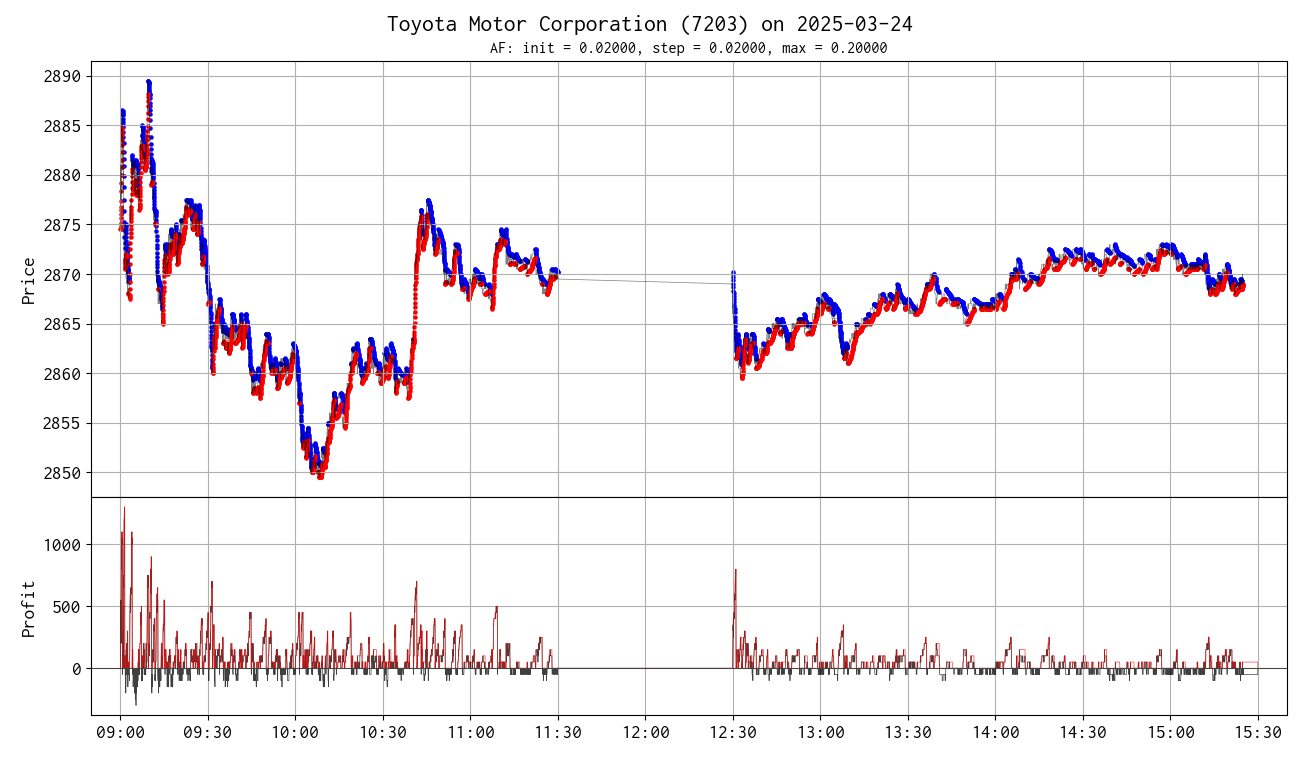 Toyota Motor Corporation (7203) on 2025-03-24
AF: init = 0.02000, step = 0.02000, max = 0.20000
Price
2890
2885
2880
2875
2870
2865
2860
2855
2850
Profit
1000
500
0
09:00 09:30 10:00 10:30 11:00 11:30 12:00 12:30 13:00 13:30 14:00 14:30 15:00 15:30